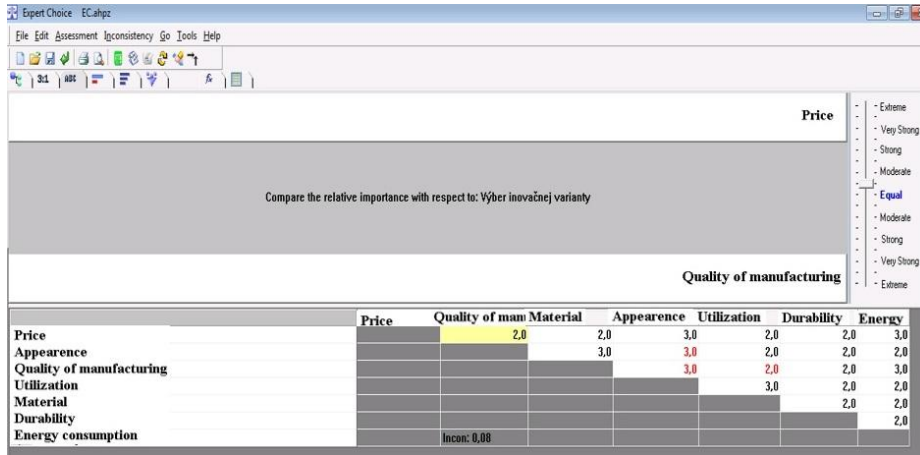 Expert Choice EC.ahpz
File Edit Assessment Inconsistency Go Tools Help
3:1 ABC
Price
Extreme
Very Strong
Strong
Moderate
Equal
Moderate
Strong
Very Strong
Extreme
Compare the relative importance with respect to: Výber inovačnej varianty
Quality of manufacturing
Price Quality of man Material Appearence Utilization Durability Energy
Price 2,0 2,0 3,0 2,0 2,0 3,0
Appearence 3,0 3,0 2,0 2,0 2,0
Quality of manufacturing 3,0 2,0 2,0 3,0
Utilization 3,0 2,0 2,0
Material 2,0 2,0
Durability 2,0
Energy consumption Incon: 0,08